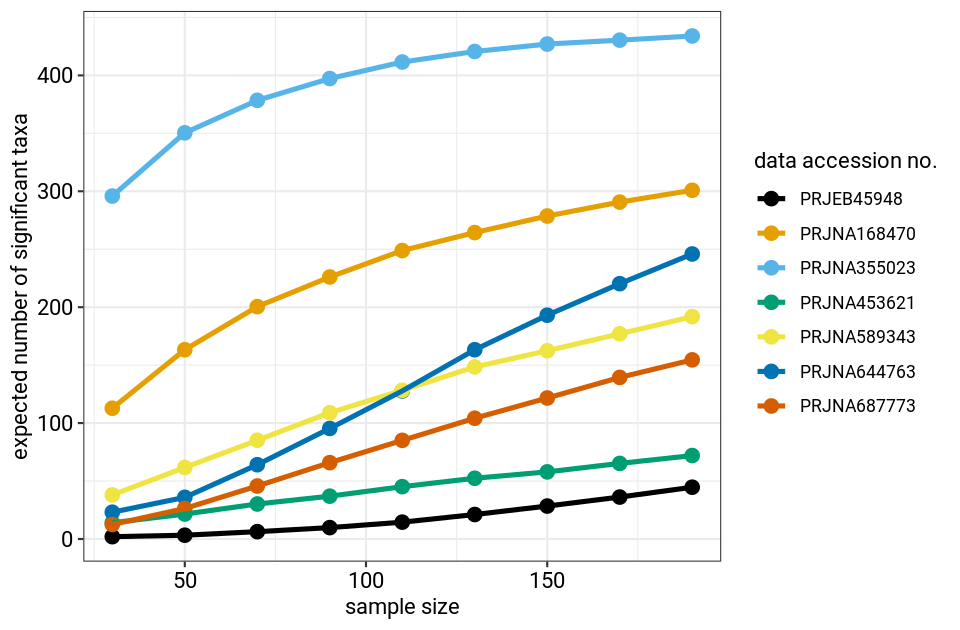 400
300
200
100
0
50 100 150
sample size
expected number of significant taxa
data accession no.
PRJEB45948
PRJNA168470
PRJNA355023
PRJNA453621
PRJNA589343
PRJNA644763
PRJNA687773